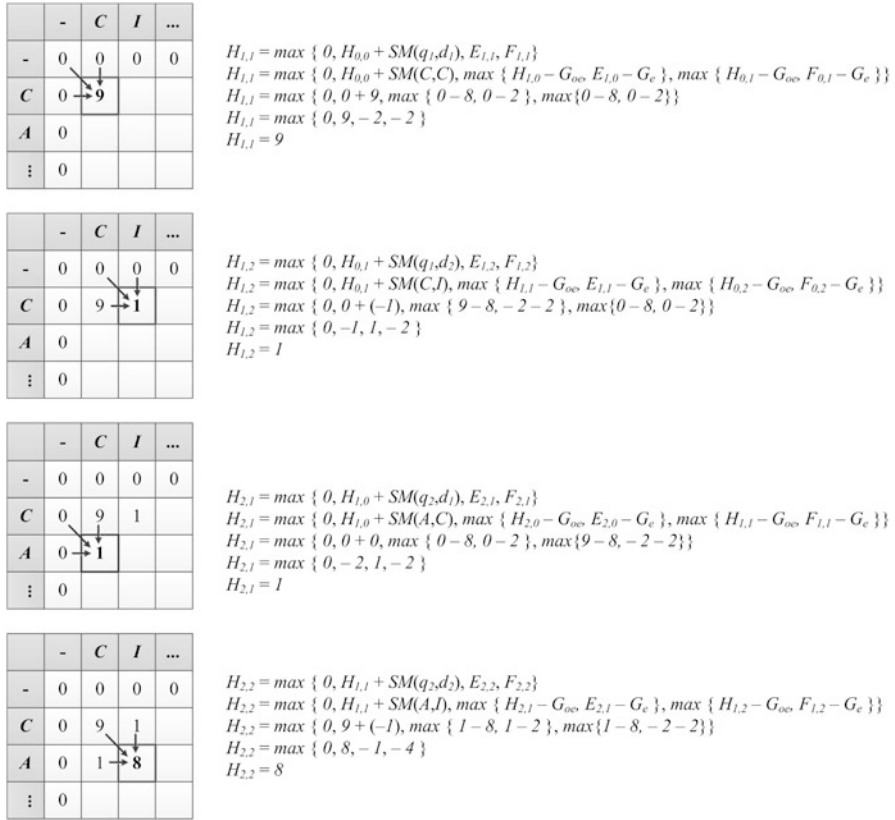 - C I ...
- 0 0 0 0
C 0 9
A 0
⋮ 0
H1,1 = max { 0, H0,0 + SM(q1,d1), E1,1, F1,1}
H1,1 = max { 0, H0,0 + SM(C,C), max { H1,0 – Goe, E1,0 – Ge }, max { H0,1 – Goe, F0,1 – Ge }}
H1,1 = max { 0, 0 + 9, max { 0 – 8, 0 – 2 }, max{0 – 8, 0 – 2}}
H1,1 = max { 0, 9, – 2, – 2 }
H1,1 = 9
- C I ...
- 0 0 0 0
C 0 9 1
A 0
⋮ 0
H1,2 = max { 0, H0,1 + SM(q1,d2), E1,2, F1,2}
H1,2 = max { 0, H0,1 + SM(C,I), max { H1,1 – Goe, E1,1 – Ge }, max { H0,2 – Goe, F0,2 – Ge }}
H1,2 = max { 0, 0 + (–1), max { 9 – 8, – 2 – 2 }, max{0 – 8, 0 – 2}}
H1,2 = max { 0, –1, 1, – 2 }
H1,2 = 1
- C I ...
- 0 0 0 0
C 0 9 1
A 0 1
⋮ 0
H2,1 = max { 0, H1,0 + SM(q2,d1), E2,1, F2,1}
H2,1 = max { 0, H1,0 + SM(A,C), max { H2,0 – Goe, E2,0 – Ge }, max { H1,1 – Goe, F1,1 – Ge }}
H2,1 = max { 0, 0 + 0, max { 0 – 8, 0 – 2 }, max{9 – 8, – 2 – 2}}
H2,1 = max { 0, – 2, 1, – 2 }
H2,1 = 1
- C I ...
- 0 0 0 0
C 0 9 1
A 0 1 8
⋮ 0
H2,2 = max { 0, H1,1 + SM(q2,d2), E2,2, F2,2}
H2,2 = max { 0, H1,1 + SM(A,I), max { H2,1 – Goe, E2,1 – Ge }, max { H1,2 – Goe, F1,2 – Ge }}
H2,2 = max { 0, 9 + (–1), max { 1 – 8, 1 – 2 }, max{1 – 8, – 2 – 2}}
H2,2 = max { 0, 8, – 1, – 4 }
H2,2 = 8